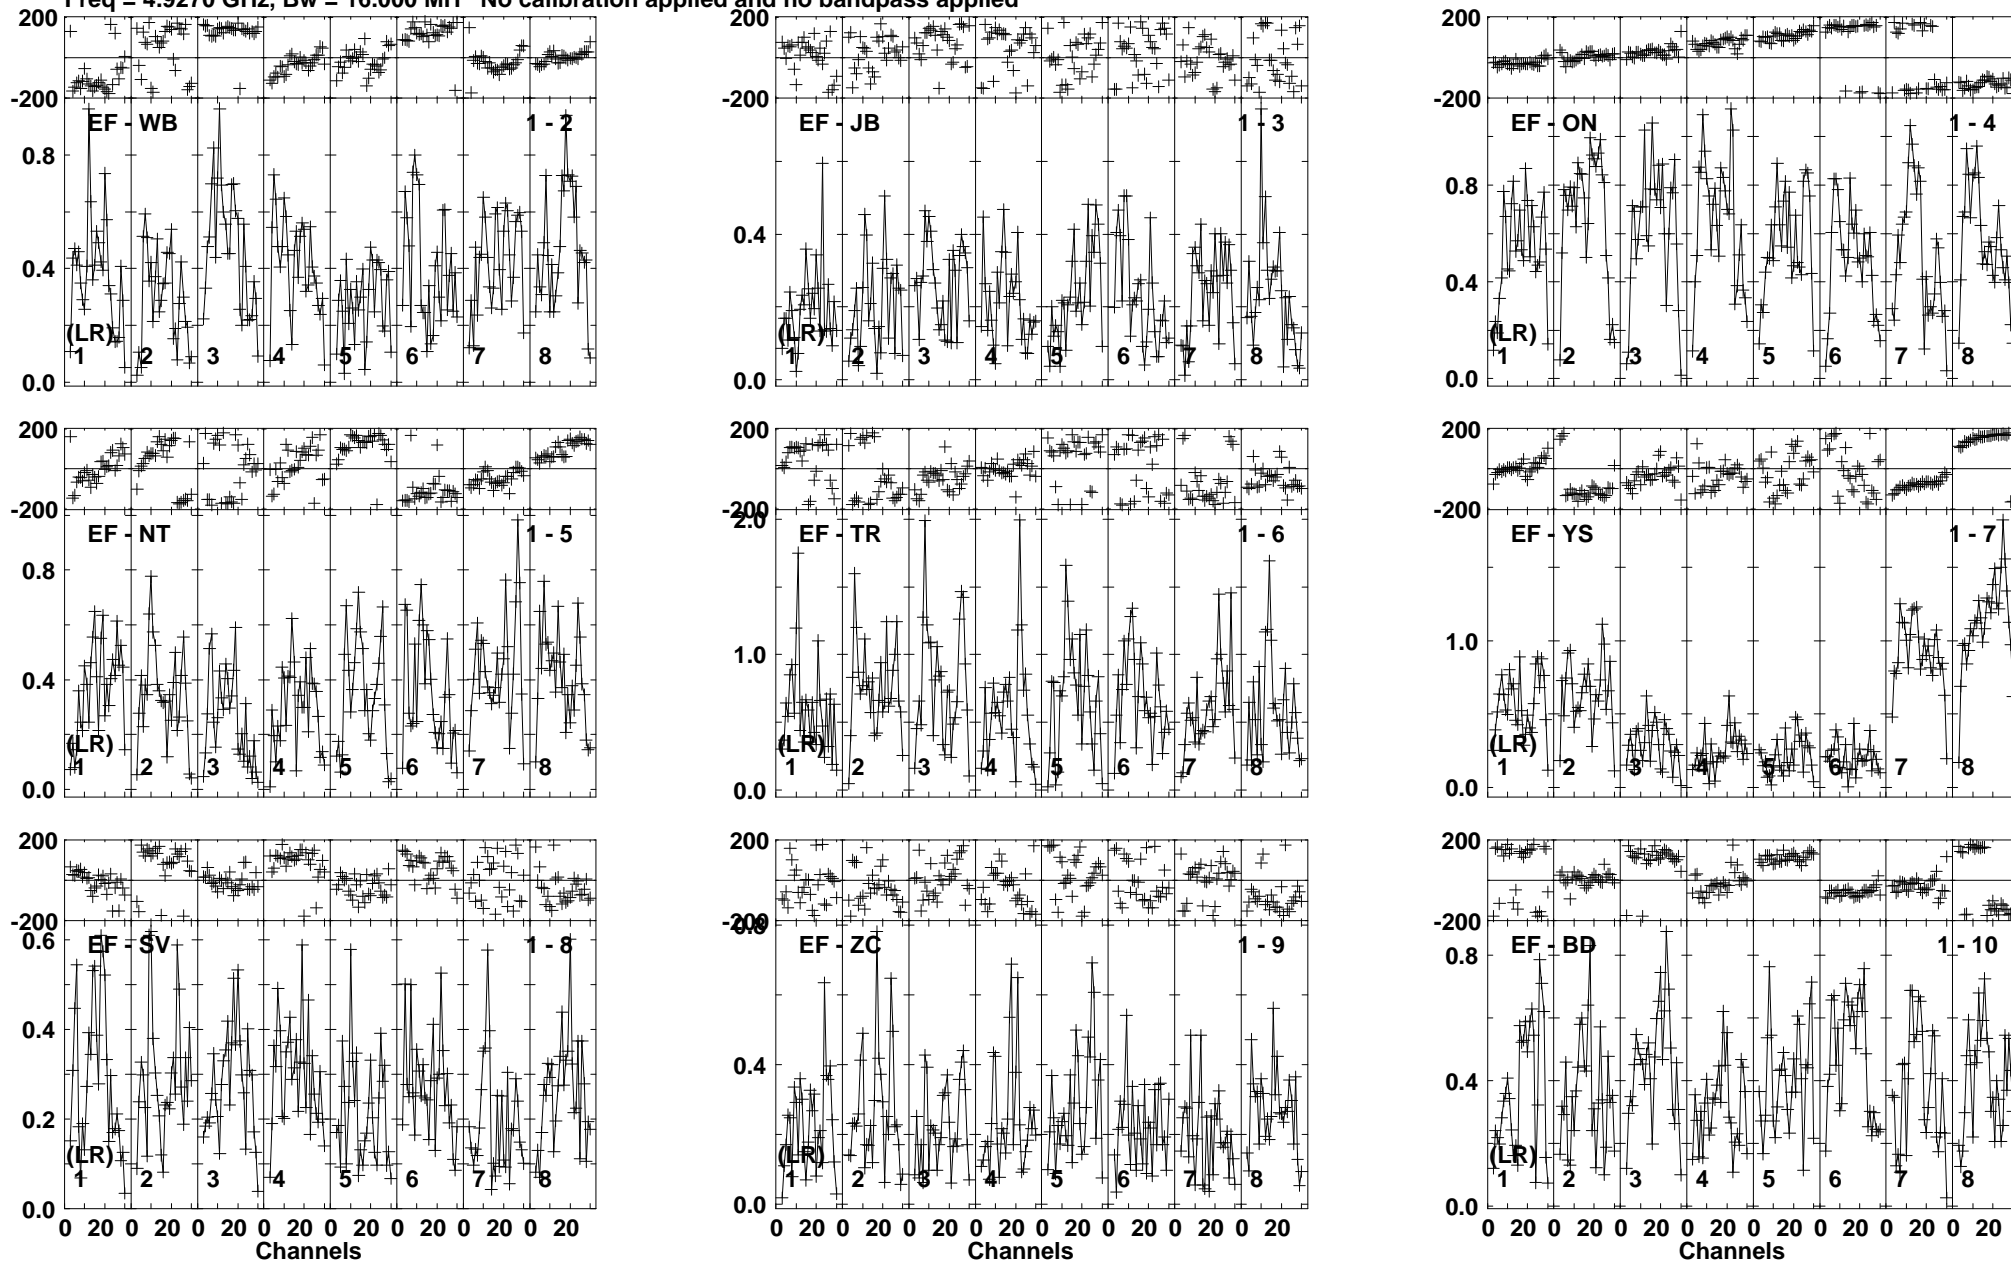 Freq = 4.9270 GHz, Bw = 16.000 MH No calibration applied and no bandpass applied
200 200 200
-200 -200 -200
EF - WB 1 - 2 EF - JB 1 - 3 EF - ON 1 - 4
0.8 0.4 0.0
0.4 0.0
0.8 0.4 0.0
(LR) 1 2 3 4 5 6 7 8
(LR) 1 2 3 4 5 6 7 8
(LR) 1 2 3 4 5 6 7 8
200 200 200
-200 -200 -200
EF - NT 1 - 5 EF - TR 1 - 6 EF - YS 1 - 7
0.8 0.4 0.0
2.0 1.0 0.0
1.0 0.0
(LR) 1 2 3 4 5 6 7 8
(LR) 1 2 3 4 5 6 7 8
(LR) 1 2 3 4 5 6 7 8
200 200 200
-200 -200 -200
EF - SV 1 - 8 EF - ZC 1 - 9 EF - BD 1 - 10
0.6 0.4 0.2 0.0
0.8 0.4 0.0
0.8 0.4 0.0
(LR) 1 2 3 4 5 6 7 8
(LR) 1 2 3 4 5 6 7 8
(LR) 1 2 3 4 5 6 7 8
0 20 0 20 0 20 0 20 0 20 0 20 0 20 0 20
0 20 0 20 0 20 0 20 0 20 0 20 0 20 0 20
0 20 0 20 0 20 0 20 0 20 0 20 0 20 0 20
Channels Channels